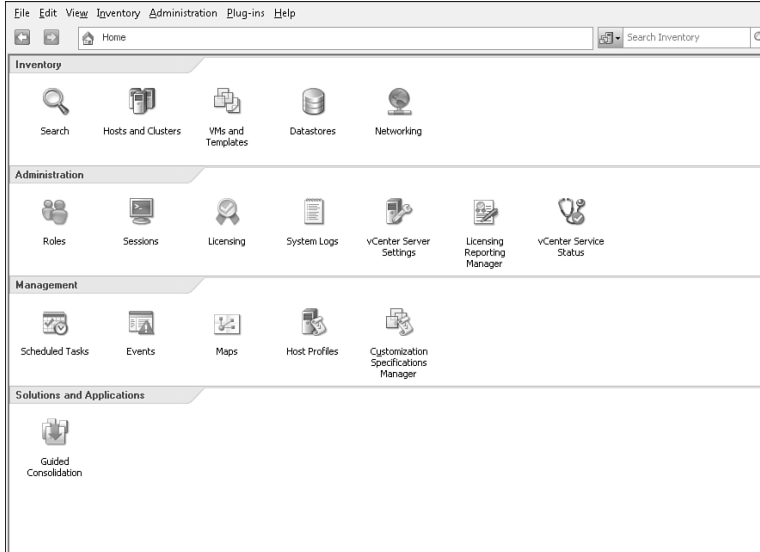 File Edit View Inventory Administration Plug-ins Help
Home
Search Inventory
Inventory
Search
Hosts and Clusters
VMs and
Templates
Datastores
Networking
Administration
Roles
Sessions
Licensing
System Logs
vCenter Server
Settings
Licensing
Reporting
Manager
vCenter Service
Status
Management
Scheduled Tasks
Events
Maps
Host Profiles
Customization
Specifications
Manager
Solutions and Applications
Guided
Consolidation